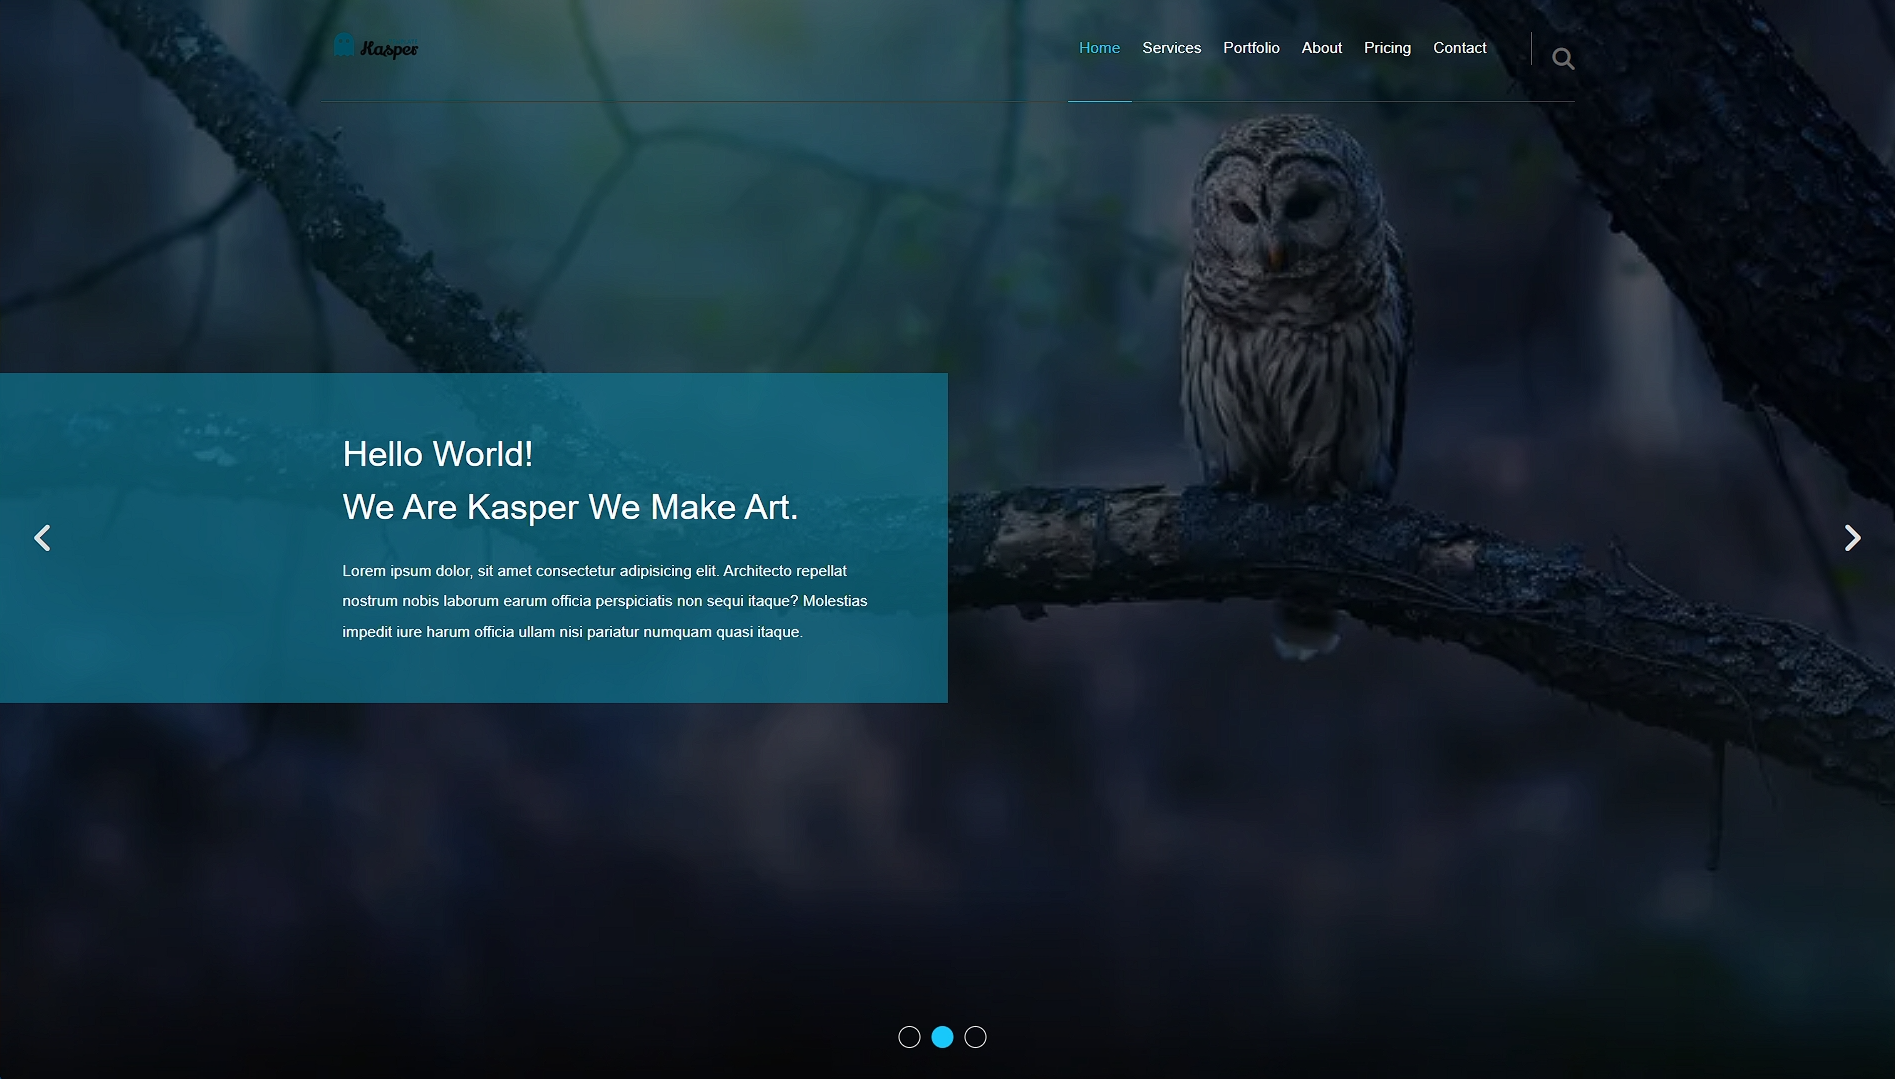 Kasper
Home Services Portfolio About Pricing Contact
Hello World!
We Are Kasper We Make Art.
Lorem ipsum dolor, sit amet consectetur adipisicing elit. Architecto repellat
nostrum nobis laborum earum officia perspiciatis non sequi itaque? Molestias
impedit iure harum officia ullam nisi pariatur numquam quasi itaque.